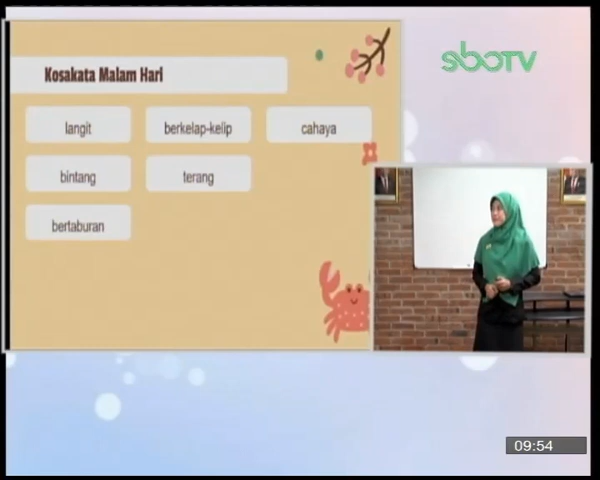 sboTV
Kosakata Malam Hari
langit
berkelap-kelip
cahaya
bintang
terang
bertaburan
09:54